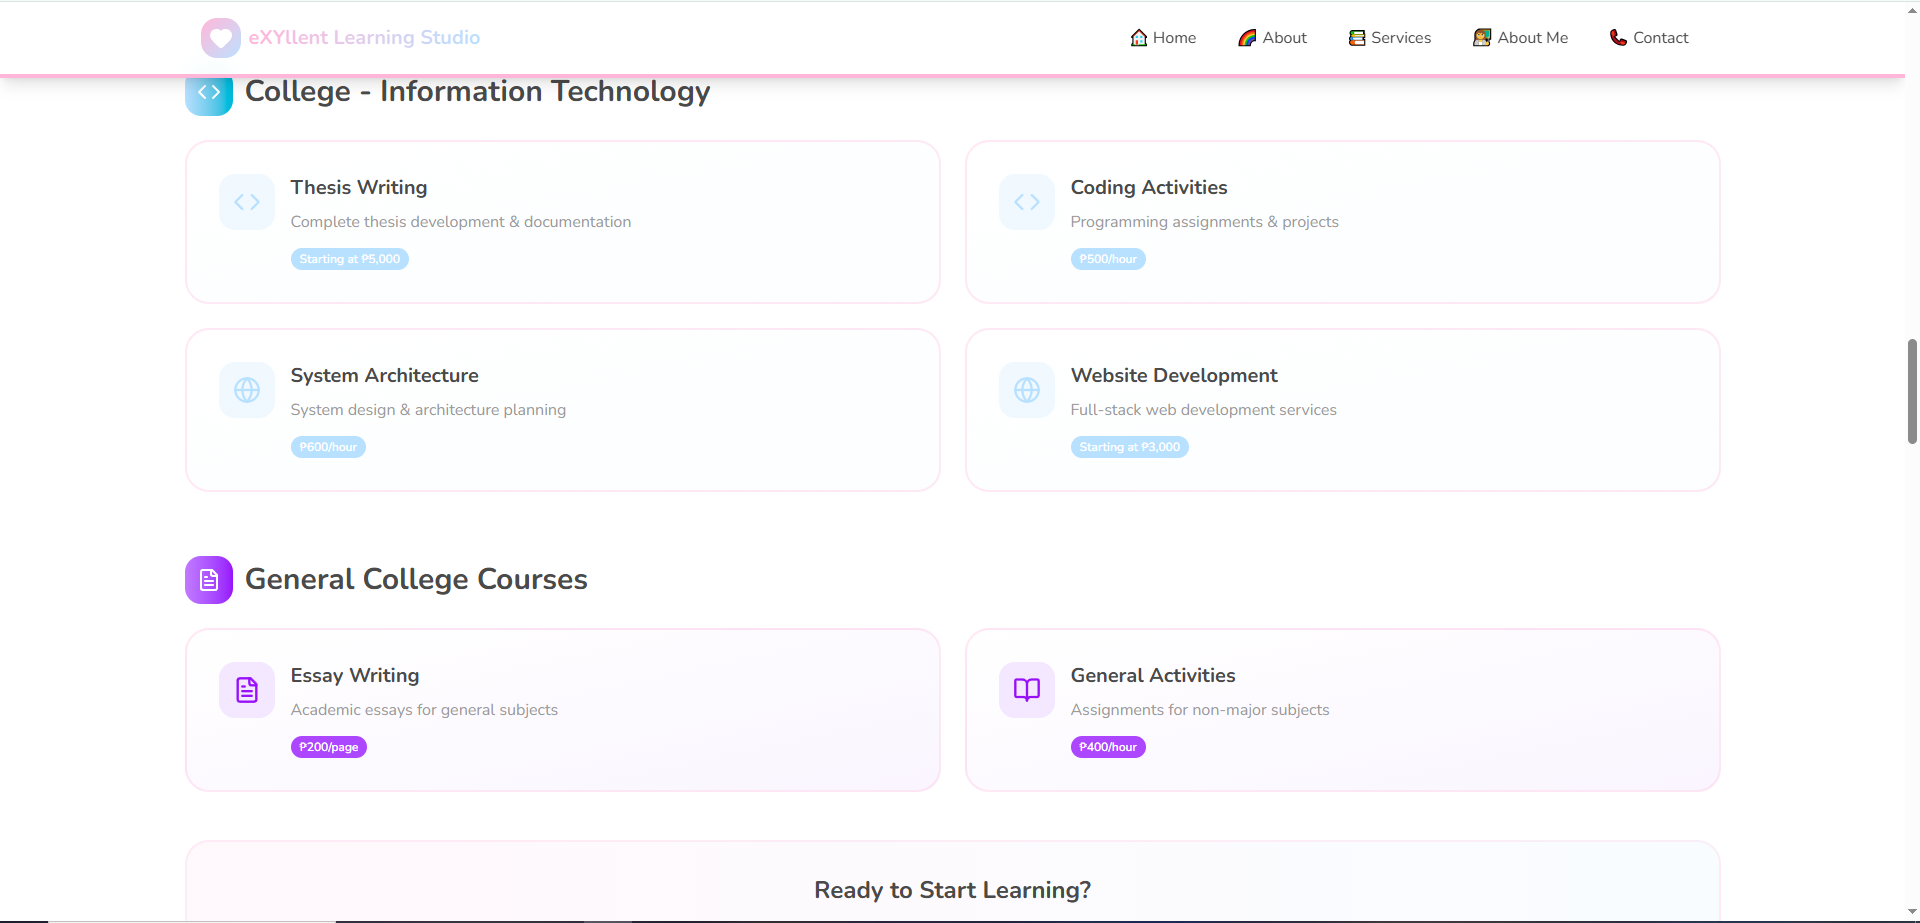 eXYllent Learning Studio
Home
About
Services
About Me
Contact
College - Information Technology
Thesis Writing
Complete thesis development & documentation
Starting at ₱5,000
Coding Activities
Programming assignments & projects
₱500/hour
System Architecture
System design & architecture planning
₱600/hour
Website Development
Full-stack web development services
Starting at ₱3,000
General College Courses
Essay Writing
Academic essays for general subjects
₱200/page
General Activities
Assignments for non-major subjects
₱400/hour
Ready to Start Learning?